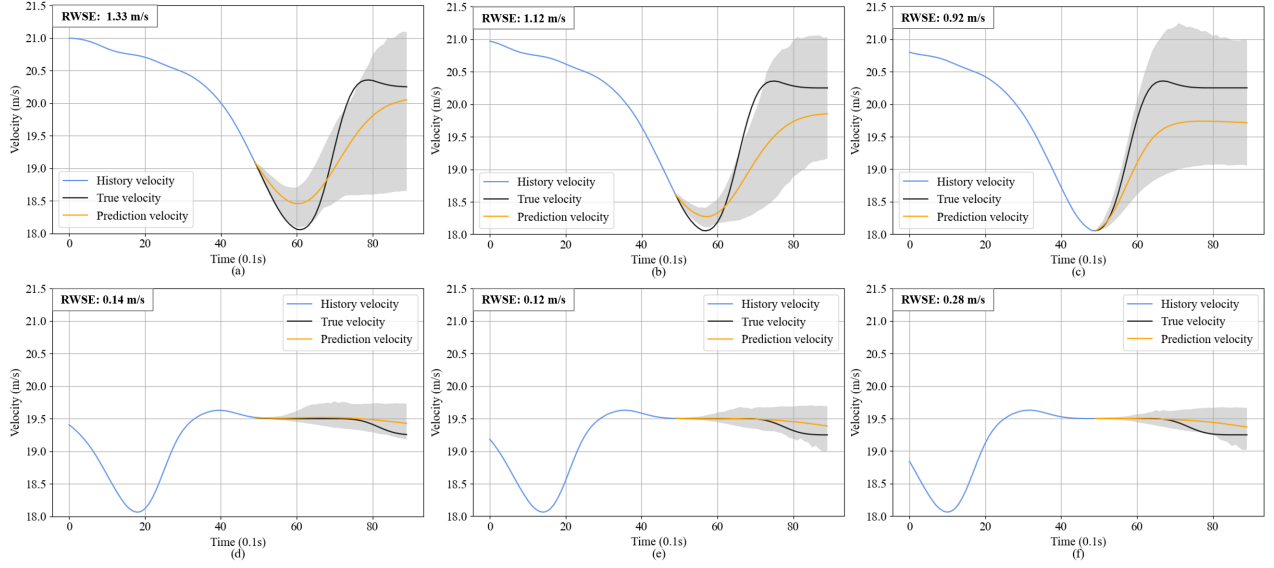 RWSE: 1.33 m/s
21.5
21.0
20.5
20.0
19.5
19.0
18.5
18.0
Velocity (m/s)
History velocity
True velocity
Prediction velocity
0
20
40
60
80
Time (0.1s)
(a)
RWSE: 1.12 m/s
21.5
21.0
20.5
20.0
19.5
19.0
18.5
18.0
Velocity (m/s)
History velocity
True velocity
Prediction velocity
0
20
40
60
80
Time (0.1s)
(b)
RWSE: 0.92 m/s
21.5
21.0
20.5
20.0
19.5
19.0
18.5
18.0
Velocity (m/s)
History velocity
True velocity
Prediction velocity
0
20
40
60
80
Time (0.1s)
(c)
RWSE: 0.14 m/s
21.5
21.0
20.5
20.0
19.5
19.0
18.5
18.0
Velocity (m/s)
History velocity
True velocity
Prediction velocity
0
20
40
60
80
Time (0.1s)
(d)
RWSE: 0.12 m/s
21.5
21.0
20.5
20.0
19.5
19.0
18.5
18.0
Velocity (m/s)
History velocity
True velocity
Prediction velocity
0
20
40
60
80
Time (0.1s)
(e)
RWSE: 0.28 m/s
21.5
21.0
20.5
20.0
19.5
19.0
18.5
18.0
Velocity (m/s)
History velocity
True velocity
Prediction velocity
0
20
40
60
80
Time (0.1s)
(f)